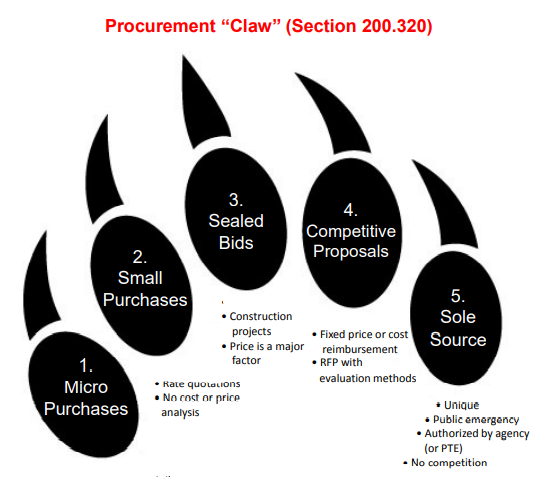 Procurement “Claw” (Section 200.320)
3.
Sealed
Bids
4.
Competitive
Proposals
2.
Small
Purchases
5.
Sole
Source
• Construction
projects
• Price is a major
factor
• Fixed price or cost
reimbursement
• RFP with
evaluation methods
1.
Micro
Purchases
• Rate quotations
• No cost or price
analysis
• Unique
• Public emergency
• Authorized by agency
(or PTE)
• No competition